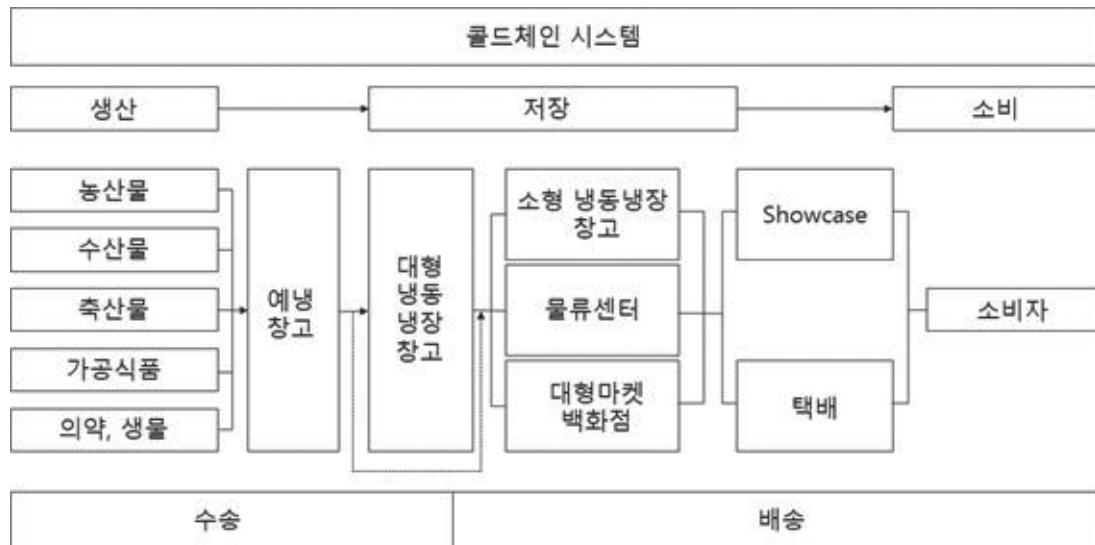 콜드체인 시스템
생산
저장
소비
농산물
수산물
축산물
가공식품
의약, 생물
예냉
창고
대형
냉동
냉장
창고
소형 냉동냉장
창고
물류센터
대형마켓
백화점
Showcase
택배
소비자
수송
배송